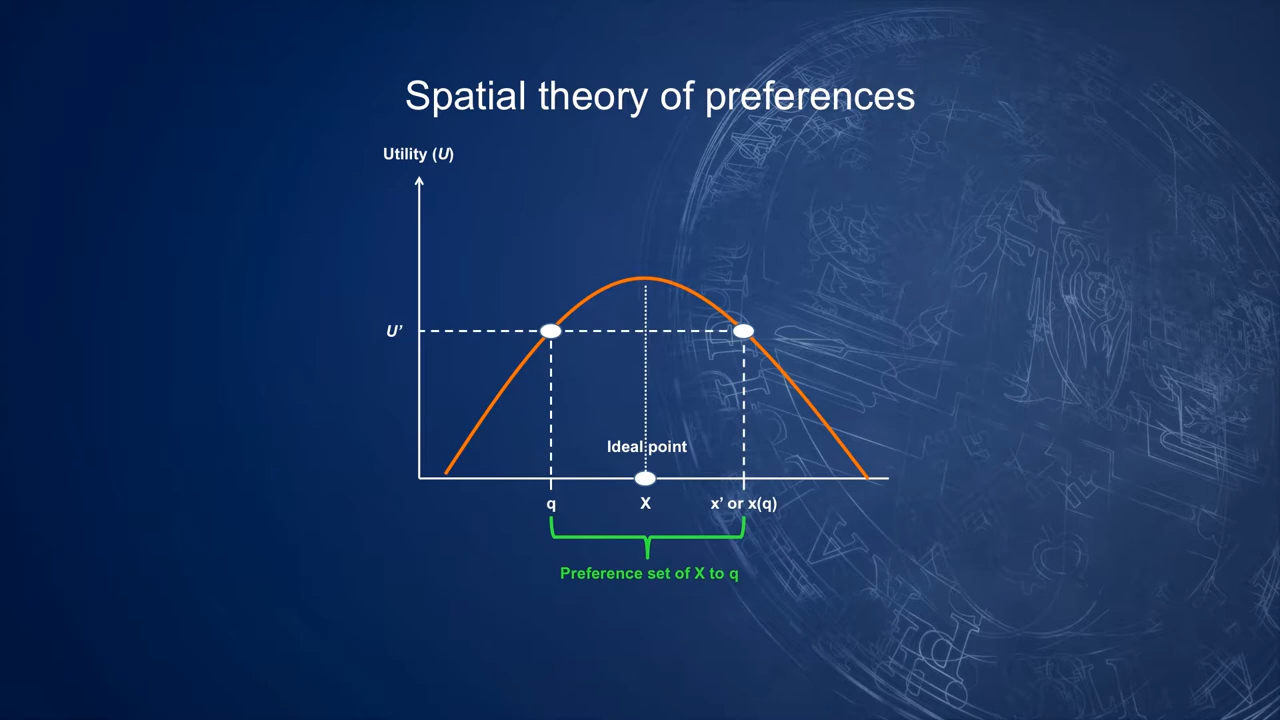 Spatial theory of preferences
Utility (U)
U’
Ideal point
q
X
x’ or x(q)
Preference set of X to q